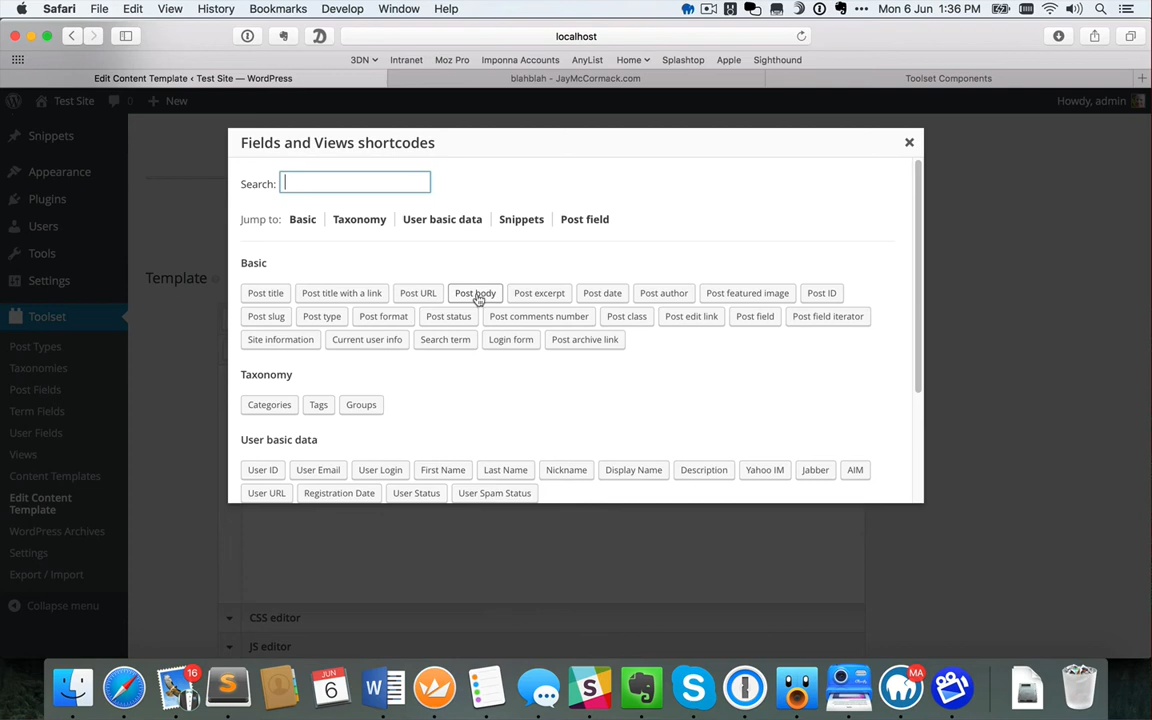 Safari File Edit View History Bookmarks Develop Window Help Mon 6 Jun 1:36 PM
localhost
3DN Intranet Moz Pro Imponna Accounts AnyList Home Splashtop Apple Sighthound
Edit Content Template ‹ Test Site — WordPress blahblah - JayMcCormack.com Toolset Components
Test Site 0 New Howdy, admin
Snippets
Appearance
Plugins
Users
Tools
Settings
Toolset
Post Types
Taxonomies
Post Fields
Term Fields
User Fields
Views
Content Templates
Edit Content
Template
WordPress Archives
Settings
Export / Import
Collapse menu
Template
Fields and Views shortcodes
Search:
Jump to: Basic Taxonomy User basic data Snippets Post field
Basic
Post title Post title with a link Post URL Post body Post excerpt Post date Post author Post featured image Post ID
Post slug Post type Post format Post status Post comments number Post class Post edit link Post field Post field iterator
Site information Current user info Search term Login form Post archive link
Taxonomy
Categories Tags Groups
User basic data
User ID User Email User Login First Name Last Name Nickname Display Name Description Yahoo IM Jabber AIM
User URL Registration Date User Status User Spam Status
CSS editor
JS editor
16
JUN
6
MA